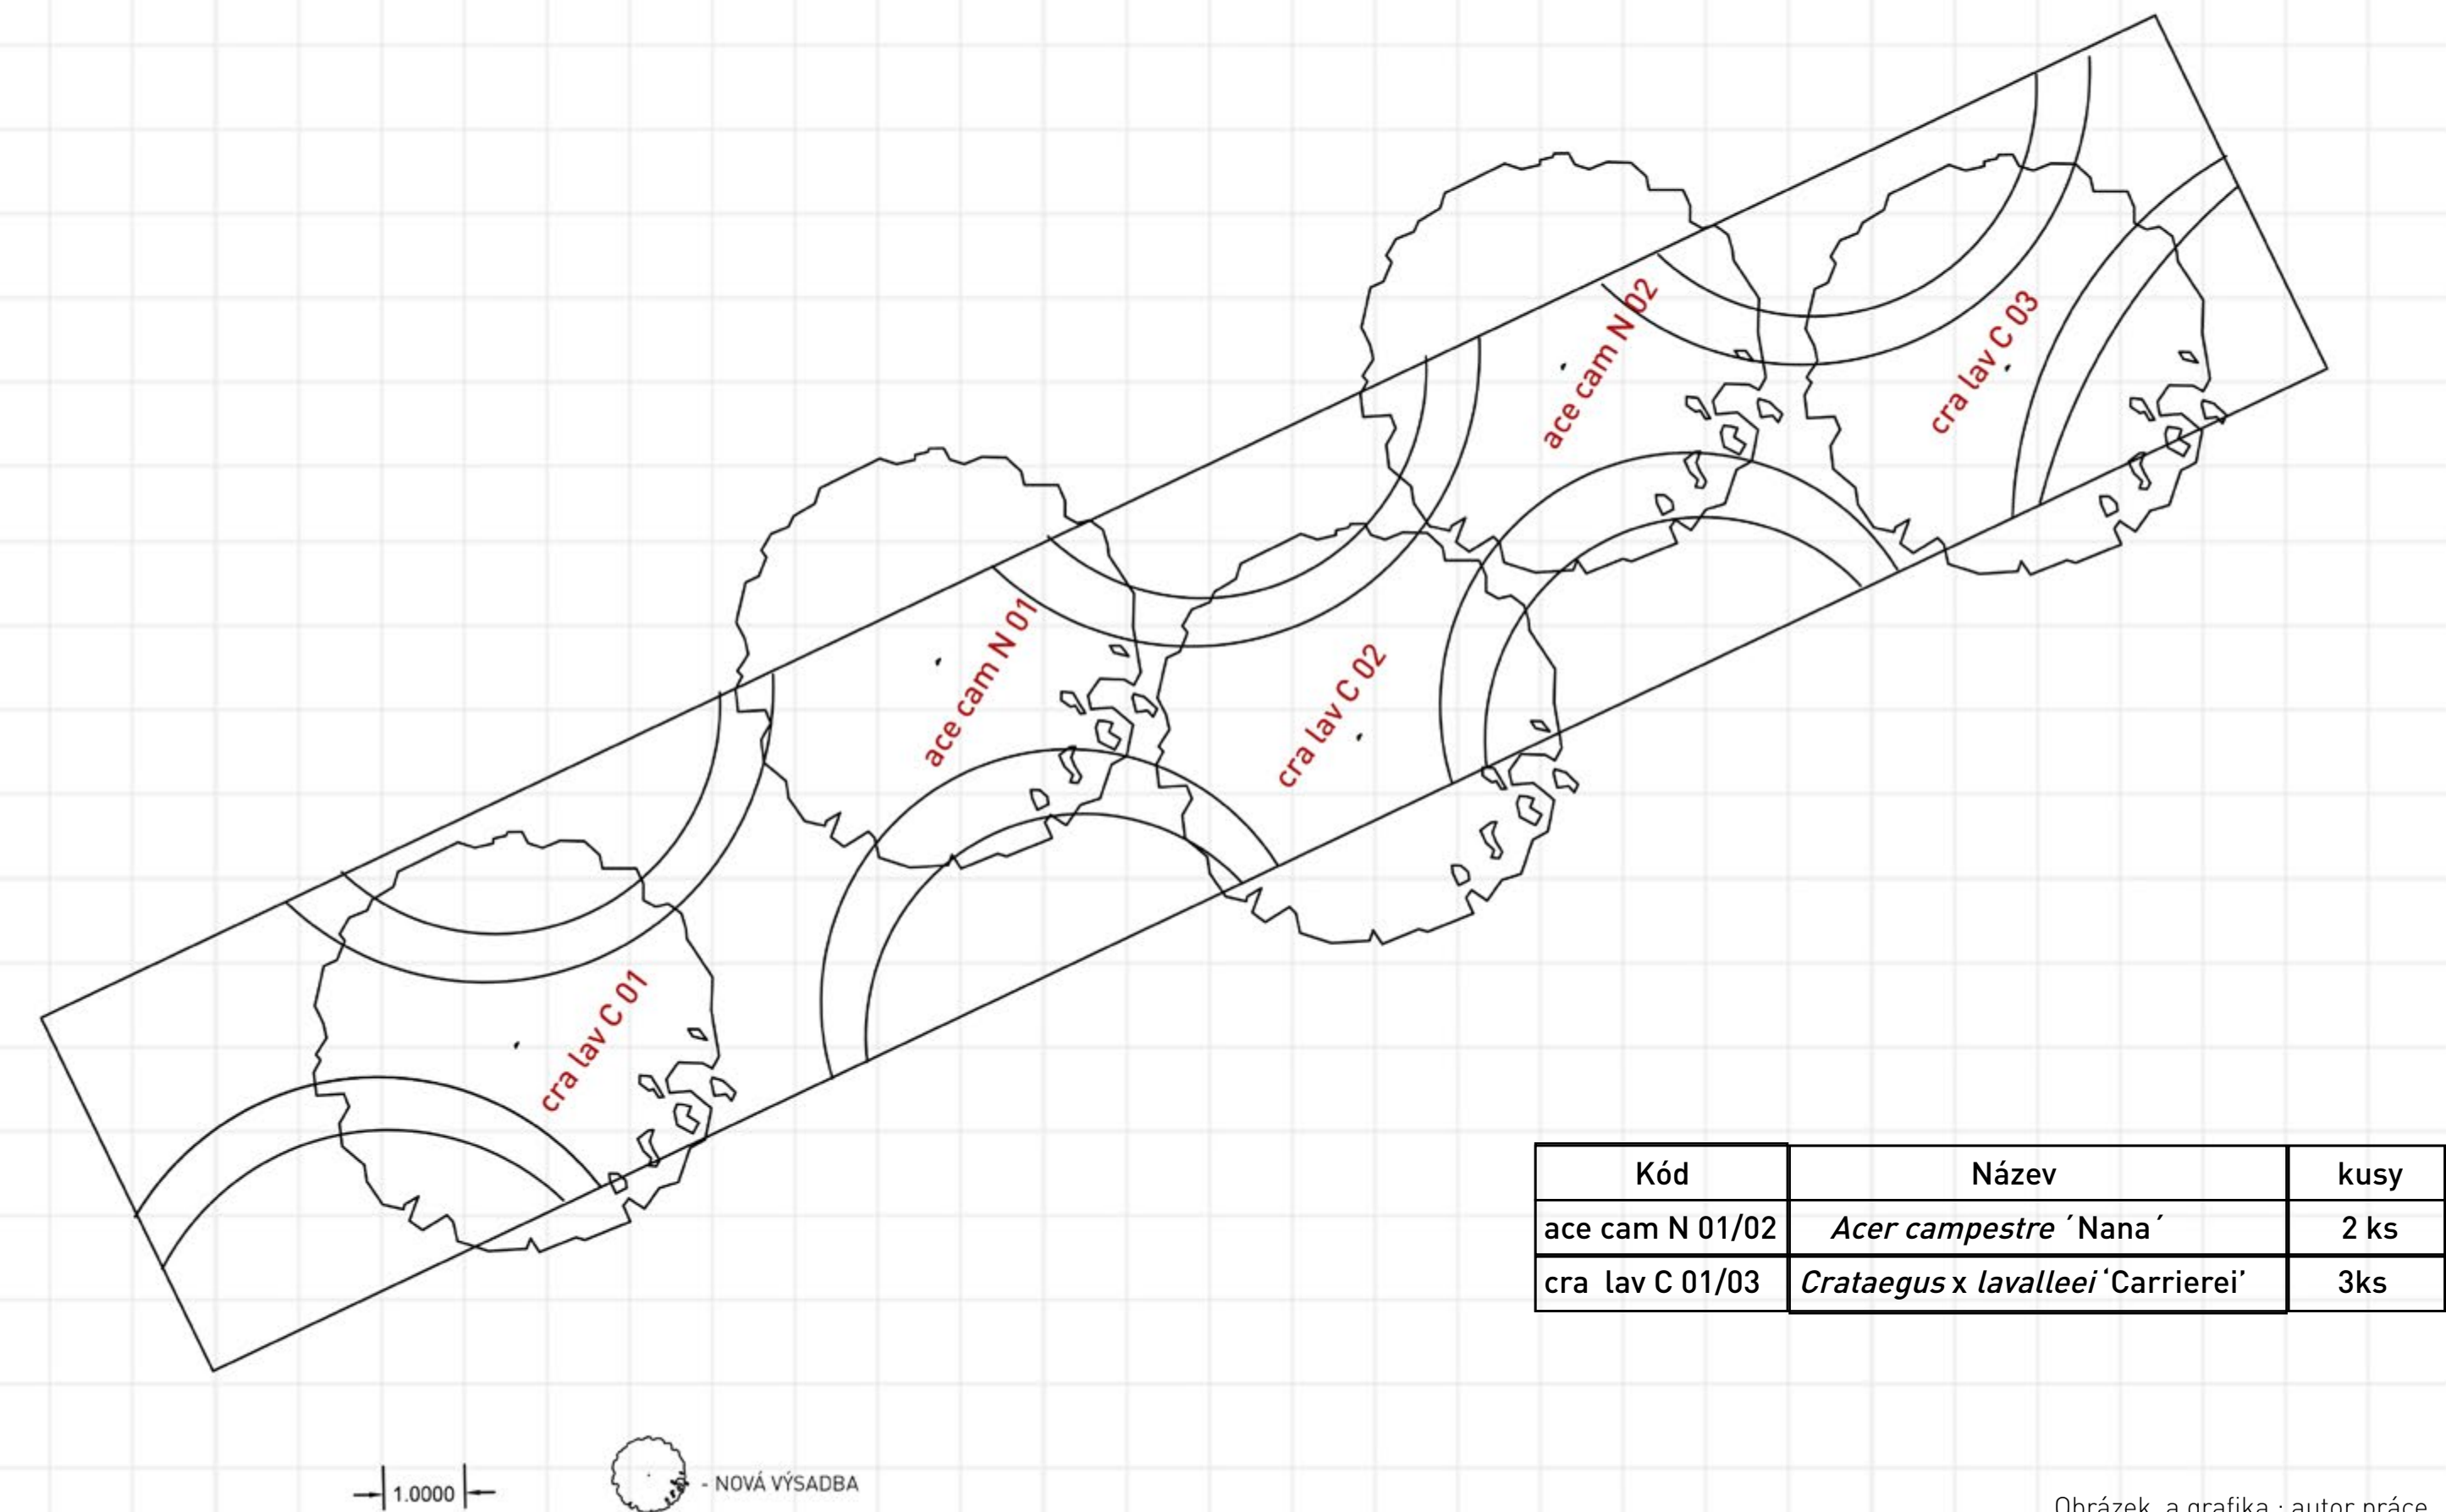 ace cam N 02
cra lav C 03
ace cam N 01
cra lav C 02
cra lav C 01
Kód Název kusy
ace cam N 01/02 Acer campestre ´Nana´ 2 ks
cra lav C 01/03 Crataegus x lavalleei ‘Carrierei’ 3ks
1.0000 - NOVÁ VÝSADBA
Obrázek a grafika : autor práce